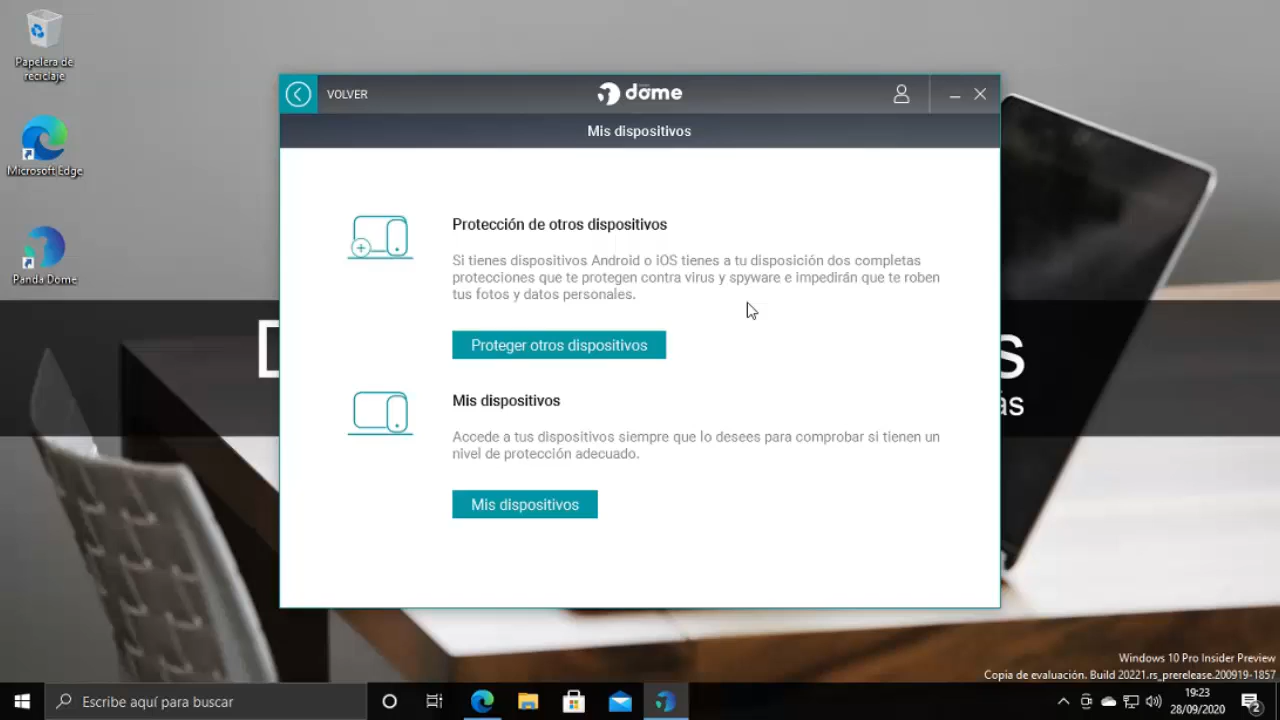 Papelera de
reciclaje
Microsoft Edge
Panda Dome
VOLVER
dome
Mis dispositivos
Protección de otros dispositivos
Si tienes dispositivos Android o iOS tienes a tu disposición dos completas
protecciones que te protegen contra virus y spyware e impedirán que te roben
tus fotos y datos personales.
Proteger otros dispositivos
Mis dispositivos
Accede a tus dispositivos siempre que lo desees para comprobar si tienen un
nivel de protección adecuado.
Mis dispositivos
Windows 10 Pro Insider Preview
Copia de evaluación. Build 20221.rs_prerelease.200919-1857
Escribe aquí para buscar
19:23
28/09/2020
2